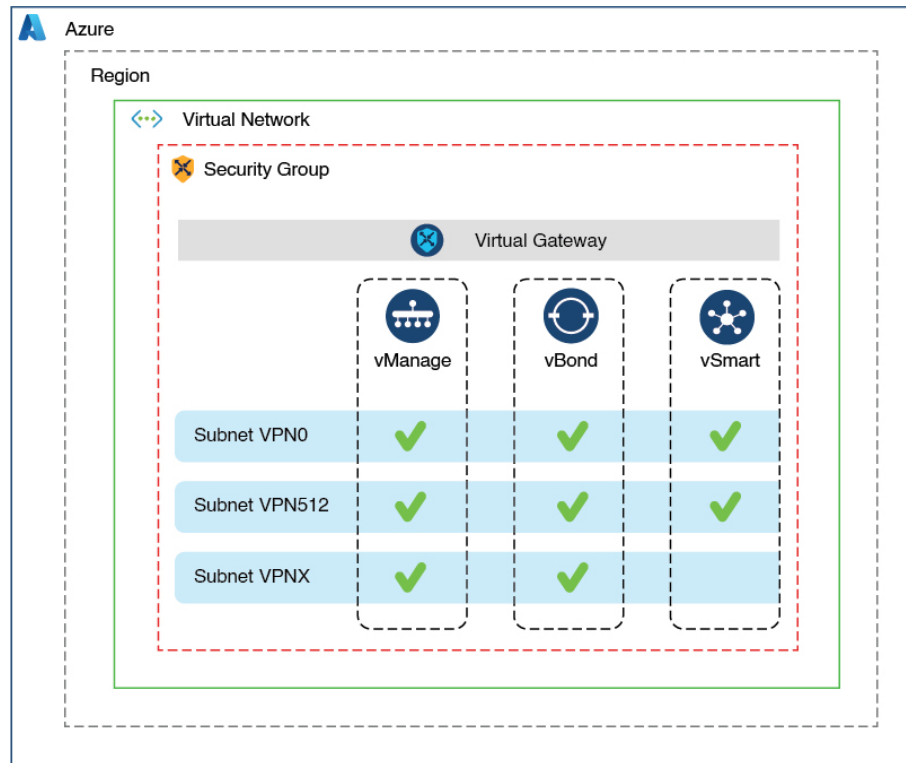 Azure
Region
Virtual Network
Security Group
Virtual Gateway
vManage
vBond
vSmart
Subnet VPN0
Subnet VPN512
Subnet VPNX